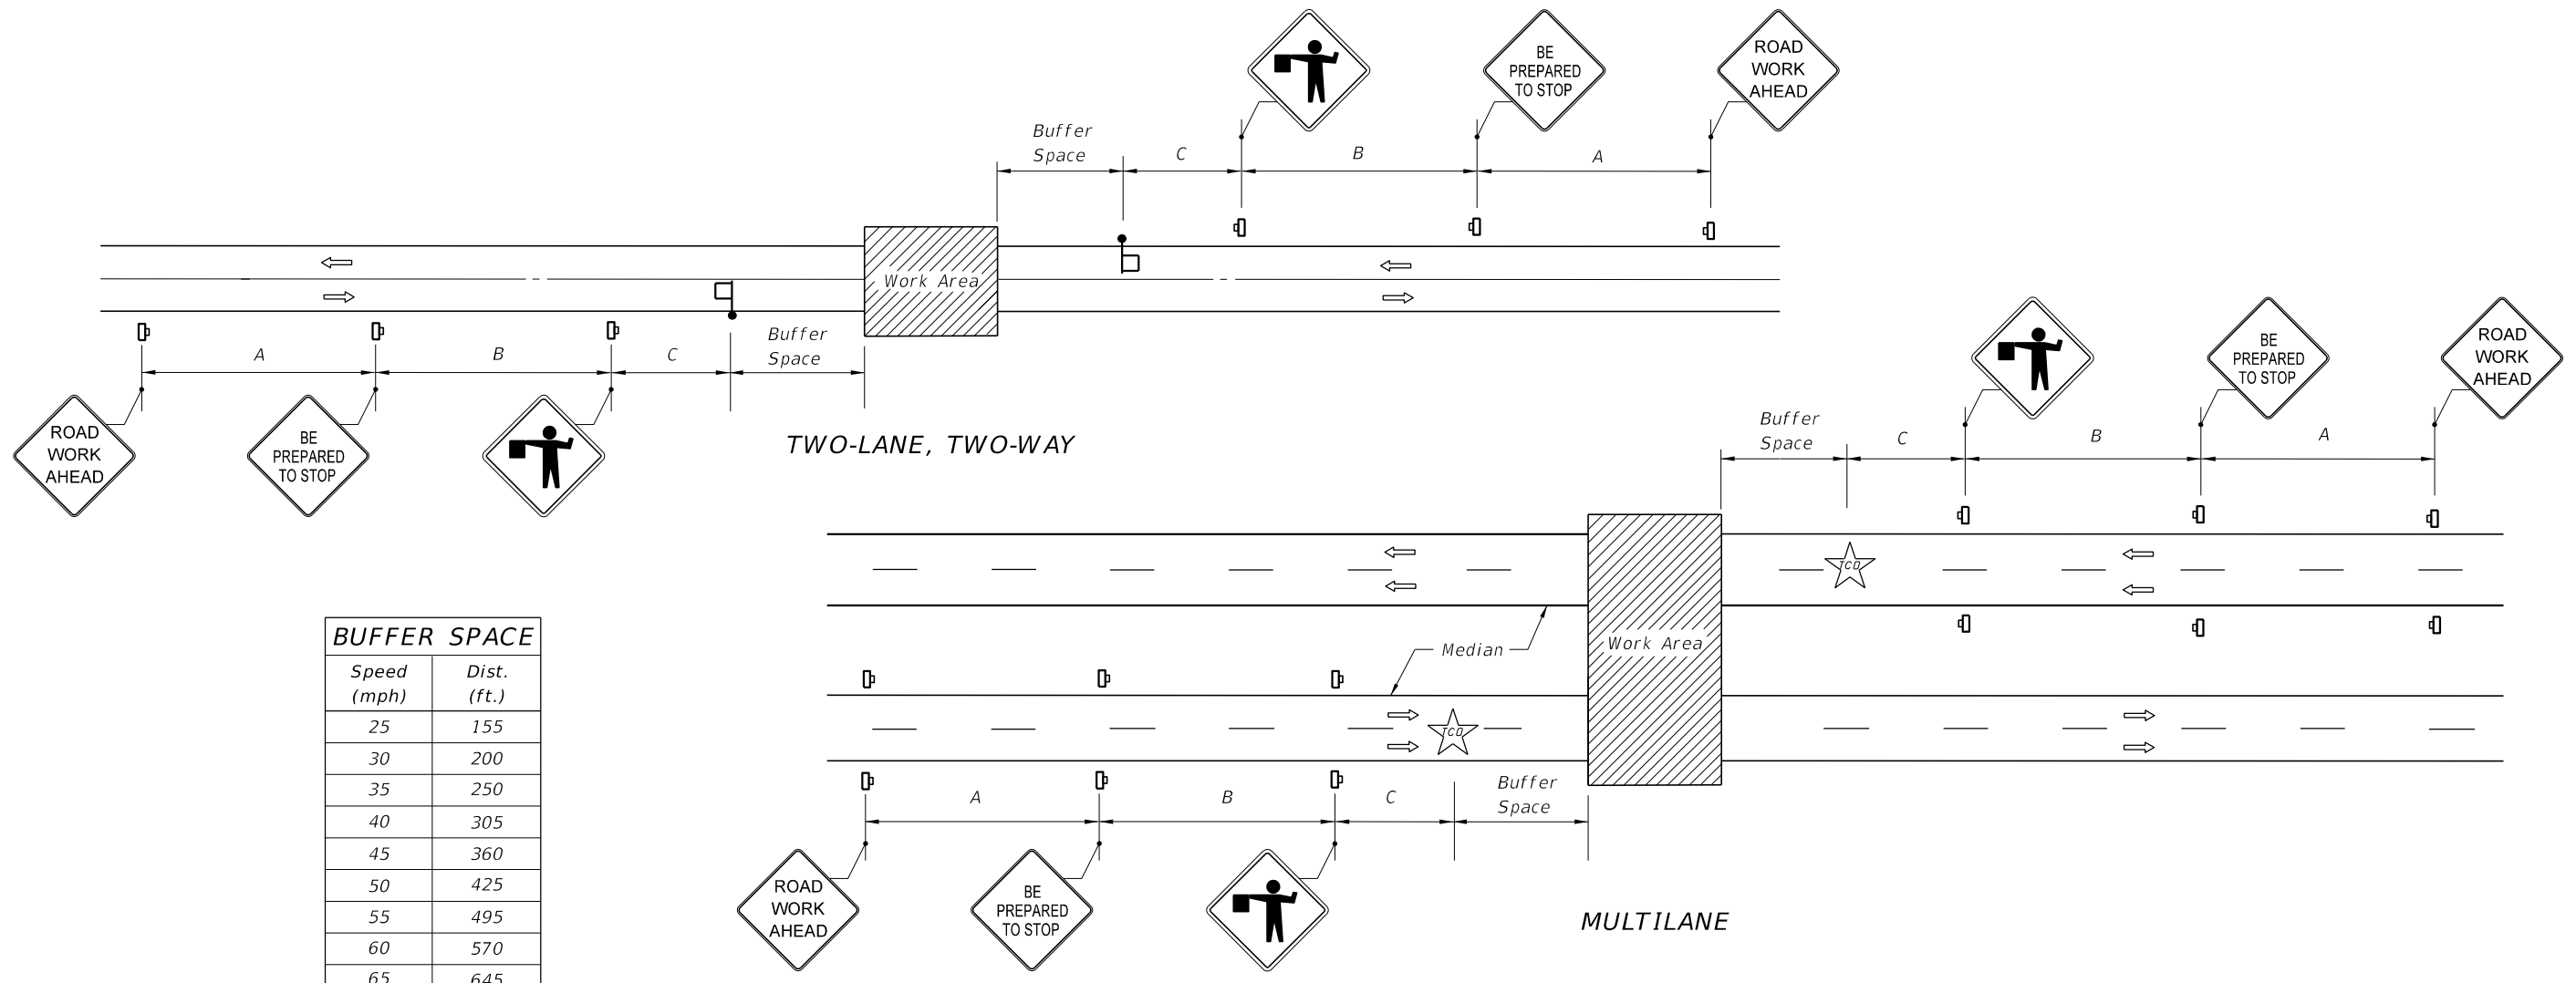 BE
PREPARED
TO STOP
ROAD
WORK
AHEAD
Buffer
Space
C
B
A
Work Area
A
B
C
Buffer
Space
ROAD
WORK
AHEAD
BE
PREPARED
TO STOP
TWO-LANE, TWO-WAY
BE
PREPARED
TO STOP
ROAD
WORK
AHEAD
Buffer
Space
C
B
A
TCO
Median
Work Area
TCO
A
B
C
Buffer
Space
ROAD
WORK
AHEAD
BE
PREPARED
TO STOP
MULTILANE
BUFFER SPACE
Speed
(mph)
Dist.
(ft.)
25 155
30 200
35 250
40 305
45 360
50 425
55 495
60 570
65 645